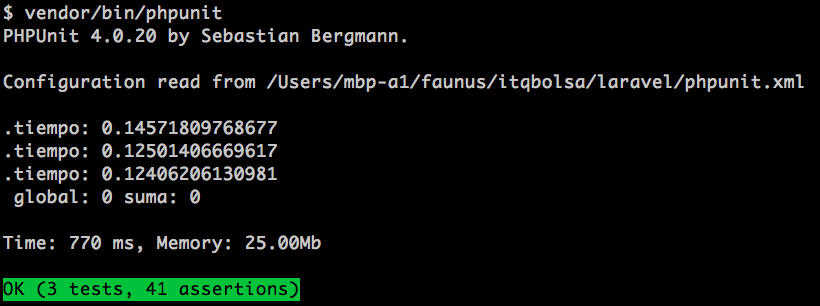 $ vendor/bin/phpunit
PHPUnit 4.0.20 by Sebastian Bergmann.
Configuration read from /Users/mbp-a1/faunus/itqbolsa/laravel/phpunit.xml
.tiempo: 0.14571809768677
.tiempo: 0.12501406669617
.tiempo: 0.12406206130981
global: 0 suma: 0
Time: 770 ms, Memory: 25.00Mb
OK (3 tests, 41 assertions)